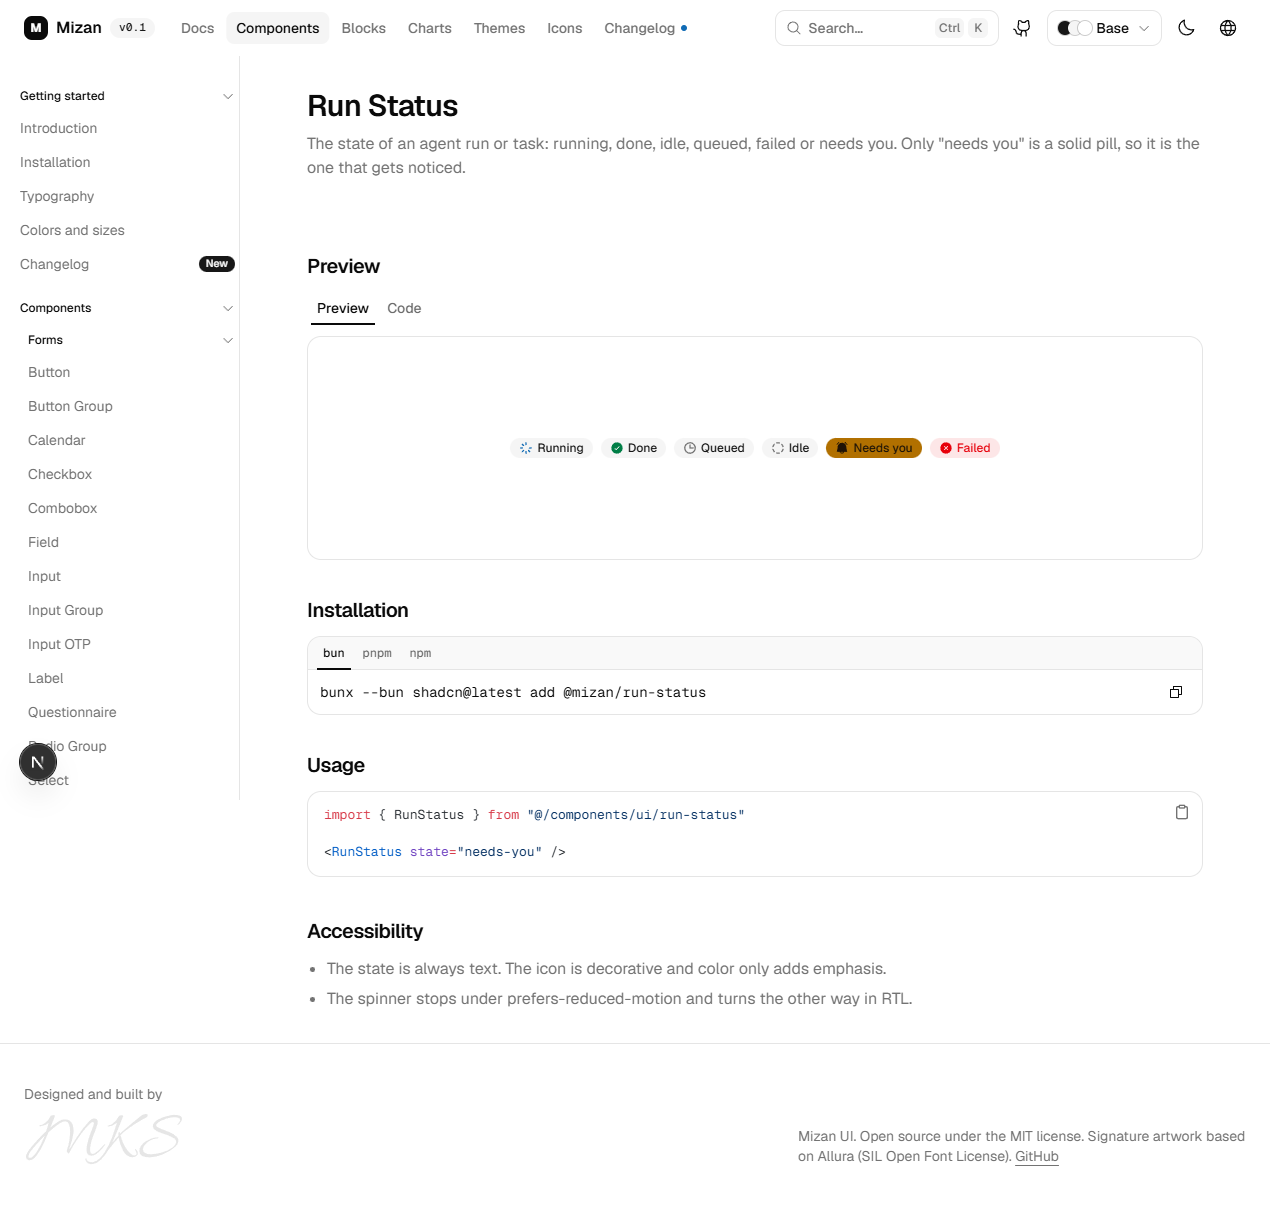 M Mizan v0.1 Docs Components Blocks Charts Themes Icons Changelog Search... Ctrl K Base
Getting started
Introduction
Installation
Typography
Colors and sizes
Changelog New
Components
Forms
Button
Button Group
Calendar
Checkbox
Combobox
Field
Input
Input Group
Input OTP
Label
Questionnaire
Group
Select
N
Run Status
The state of an agent run or task: running, done, idle, queued, failed or needs you. Only "needs you" is a solid pill, so it is the
one that gets noticed.
Preview
Preview Code
Running Done Queued Idle Needs you Failed
Installation
bun pnpm npm
bunx --bun shadcn@latest add @mizan/run-status
Usage
import { RunStatus } from "@/components/ui/run-status"
<RunStatus state="needs-you" />
Accessibility
The state is always text. The icon is decorative and color only adds emphasis.
The spinner stops under prefers-reduced-motion and turns the other way in RTL.
Designed and built by
MKS
Mizan UI. Open source under the MIT license. Signature artwork based
on Allura (SIL Open Font License). GitHub